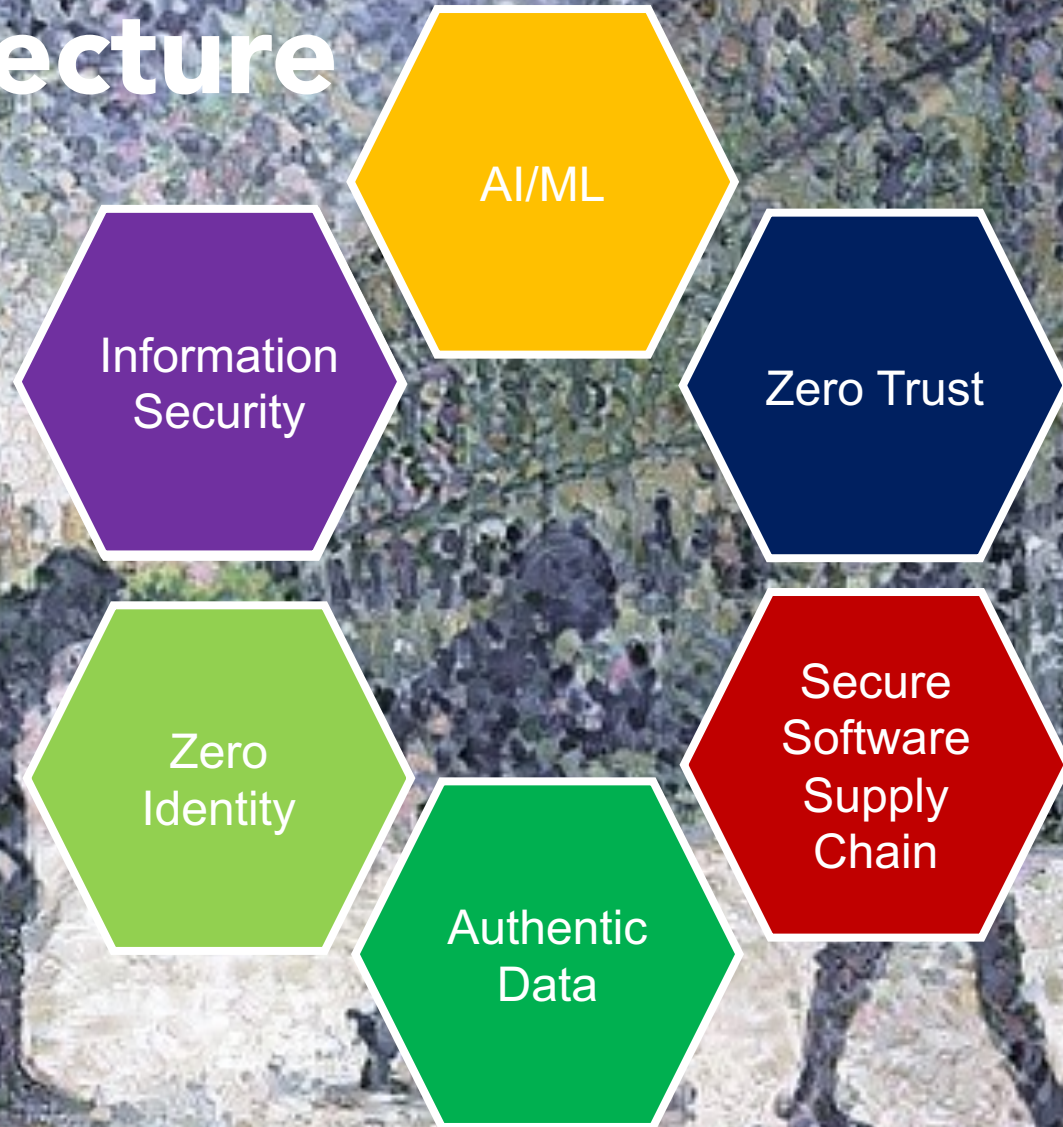 ecture
AI/ML
Information
Security
Zero Trust
Zero
Identity
Secure
Software
Supply
Chain
Authentic
Data